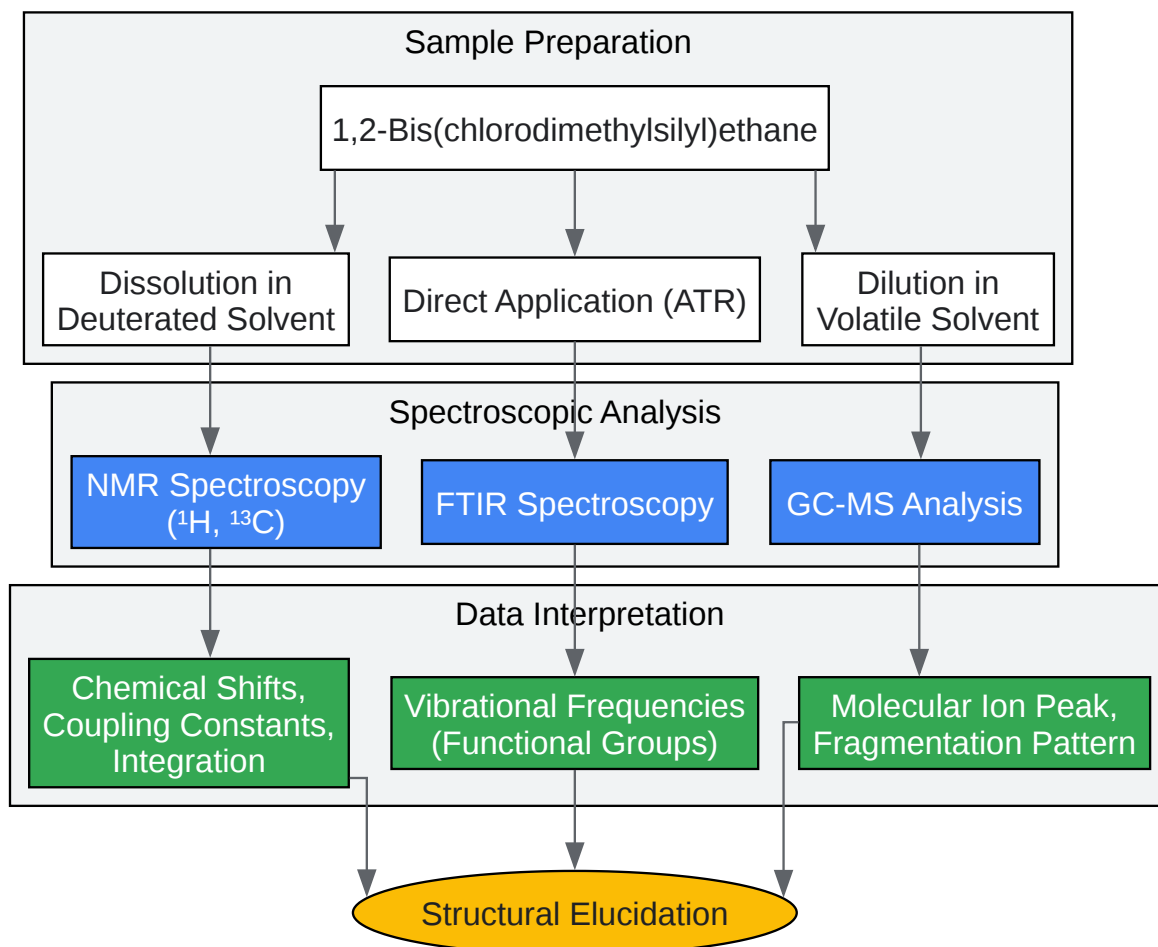 Sample Preparation
1,2-Bis(chlorodimethylsilyl)ethane
Dissolution in
Deuterated Solvent
Direct Application (ATR)
Dilution in
Volatile Solvent
Spectroscopic Analysis
NMR Spectroscopy
(¹H, ¹³C)
FTIR Spectroscopy
GC-MS Analysis
Data Interpretation
Chemical Shifts,
Coupling Constants,
Integration
Vibrational Frequencies
(Functional Groups)
Molecular Ion Peak,
Fragmentation Pattern
Structural Elucidation